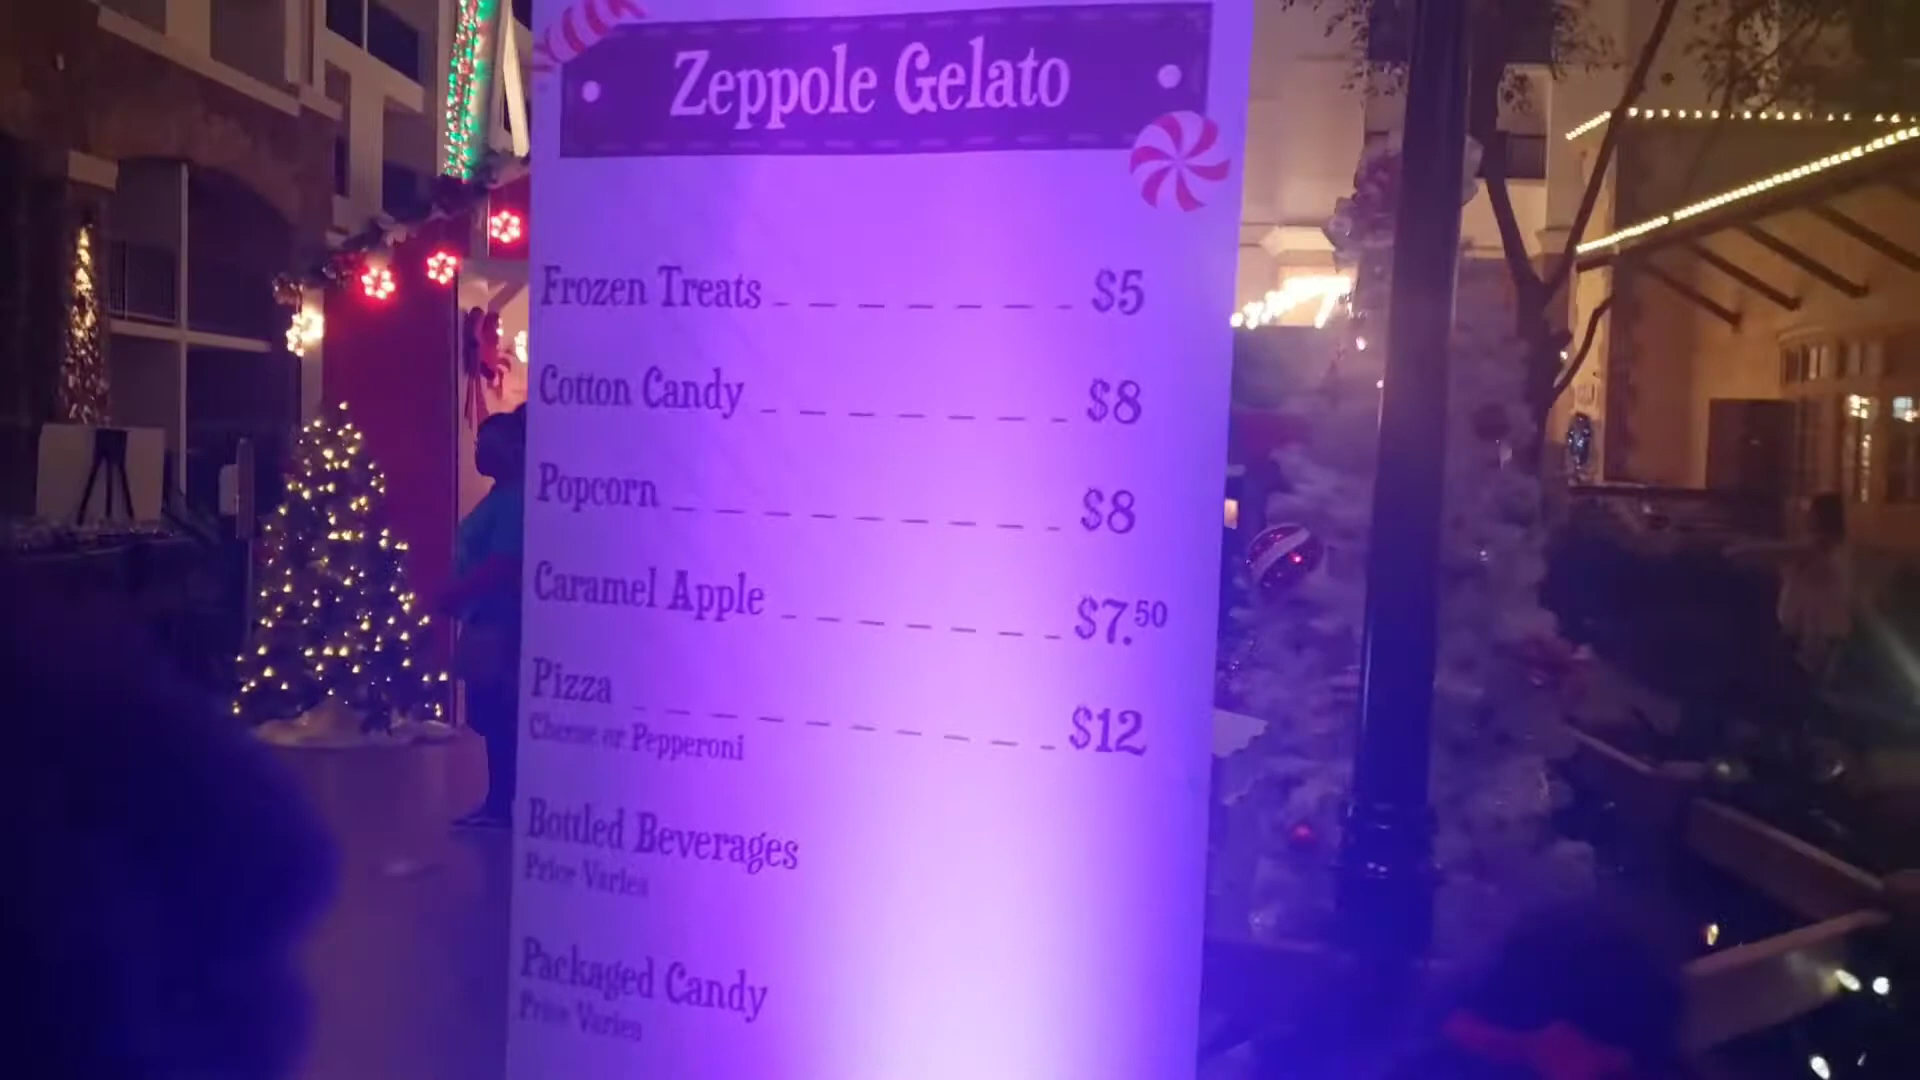 Zeppole Gelato
Frozen Treats $5
Cotton Candy $8
Popcorn $8
Caramel Apple $7.50
Pizza $12
Cheese or Pepperoni
Bottled Beverages
Price Varies
Packaged Candy
Price Varies